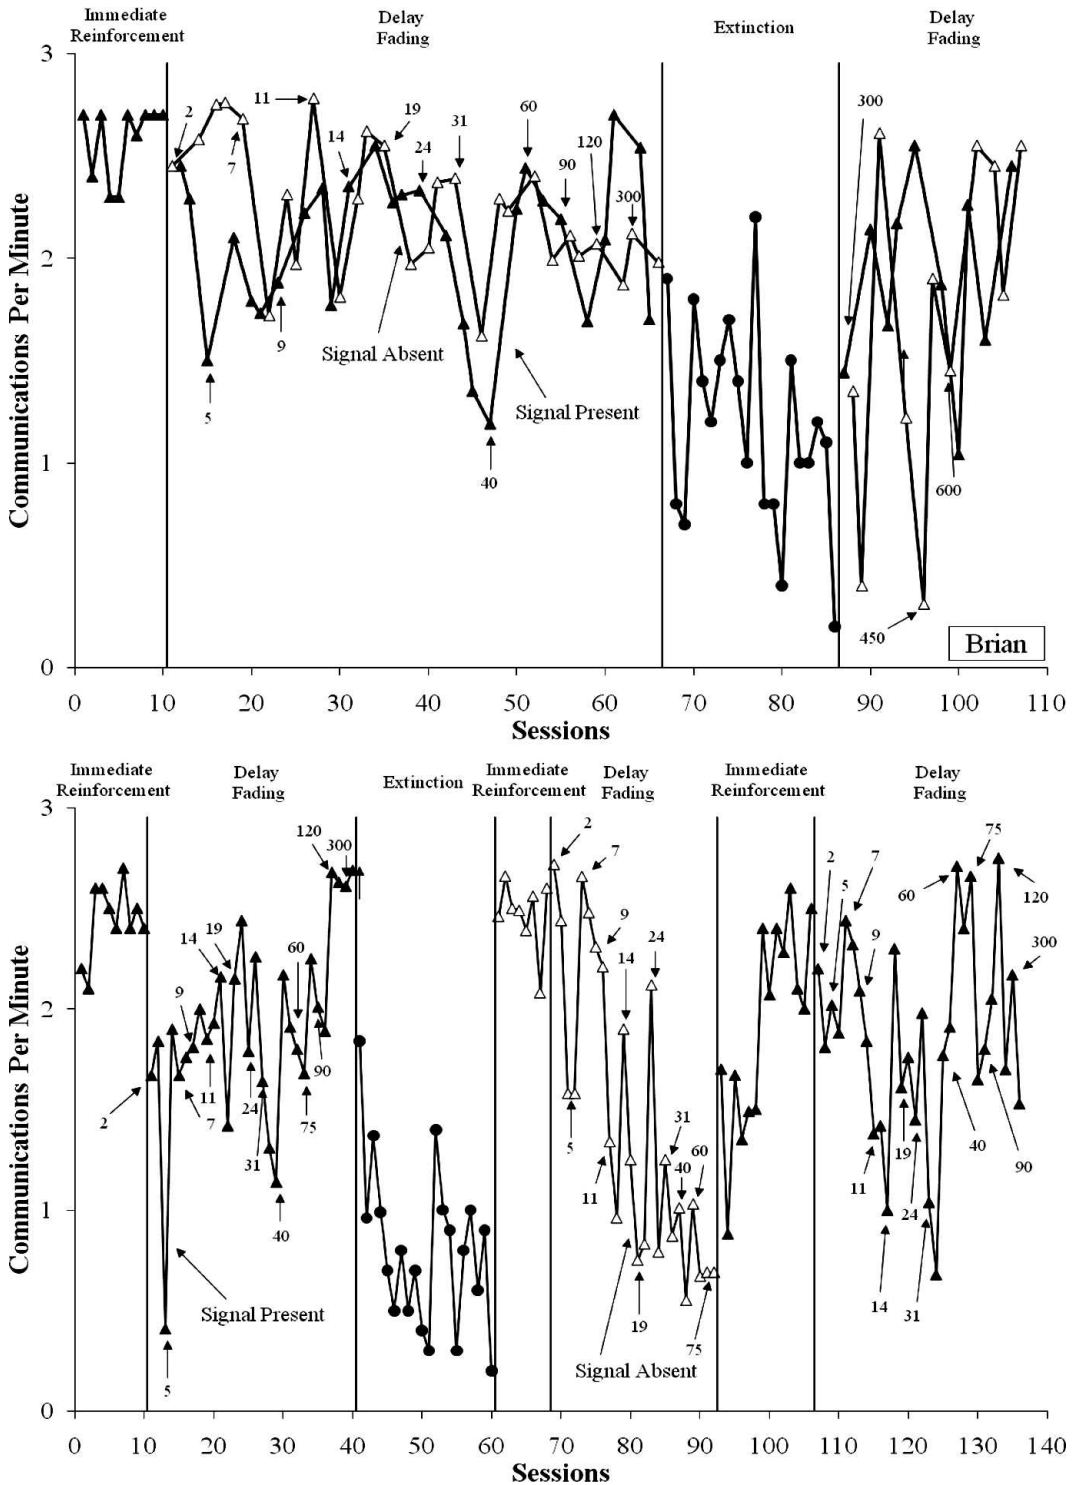 Immediate
Reinforcement
Delay
Fading
Extinction
Delay
Fading
3
2
1
0
Communications Per Minute
2
7
11
14
19
24
31
60
90
120
300
5
9
40
Signal Absent
Signal Present
300
450
600
Brian
0 10 20 30 40 50 60 70 80 90 100 110
Sessions
Immediate
Reinforcement
Delay
Fading
Extinction
Immediate
Reinforcement
Delay
Fading
Immediate
Reinforcement
Delay
Fading
3
2
1
0
Communications Per Minute
2
5
9
7
14
11
19
24
31
40
60
75
90
120
300
Signal Present
2
5
7
9
11
14
19
24
31
40
60
75
Signal Absent
2
5
7
9
11
14
19
24
31
60
40
75
90
120
300
0 10 20 30 40 50 60 70 80 90 100 110 120 130 140
Sessions